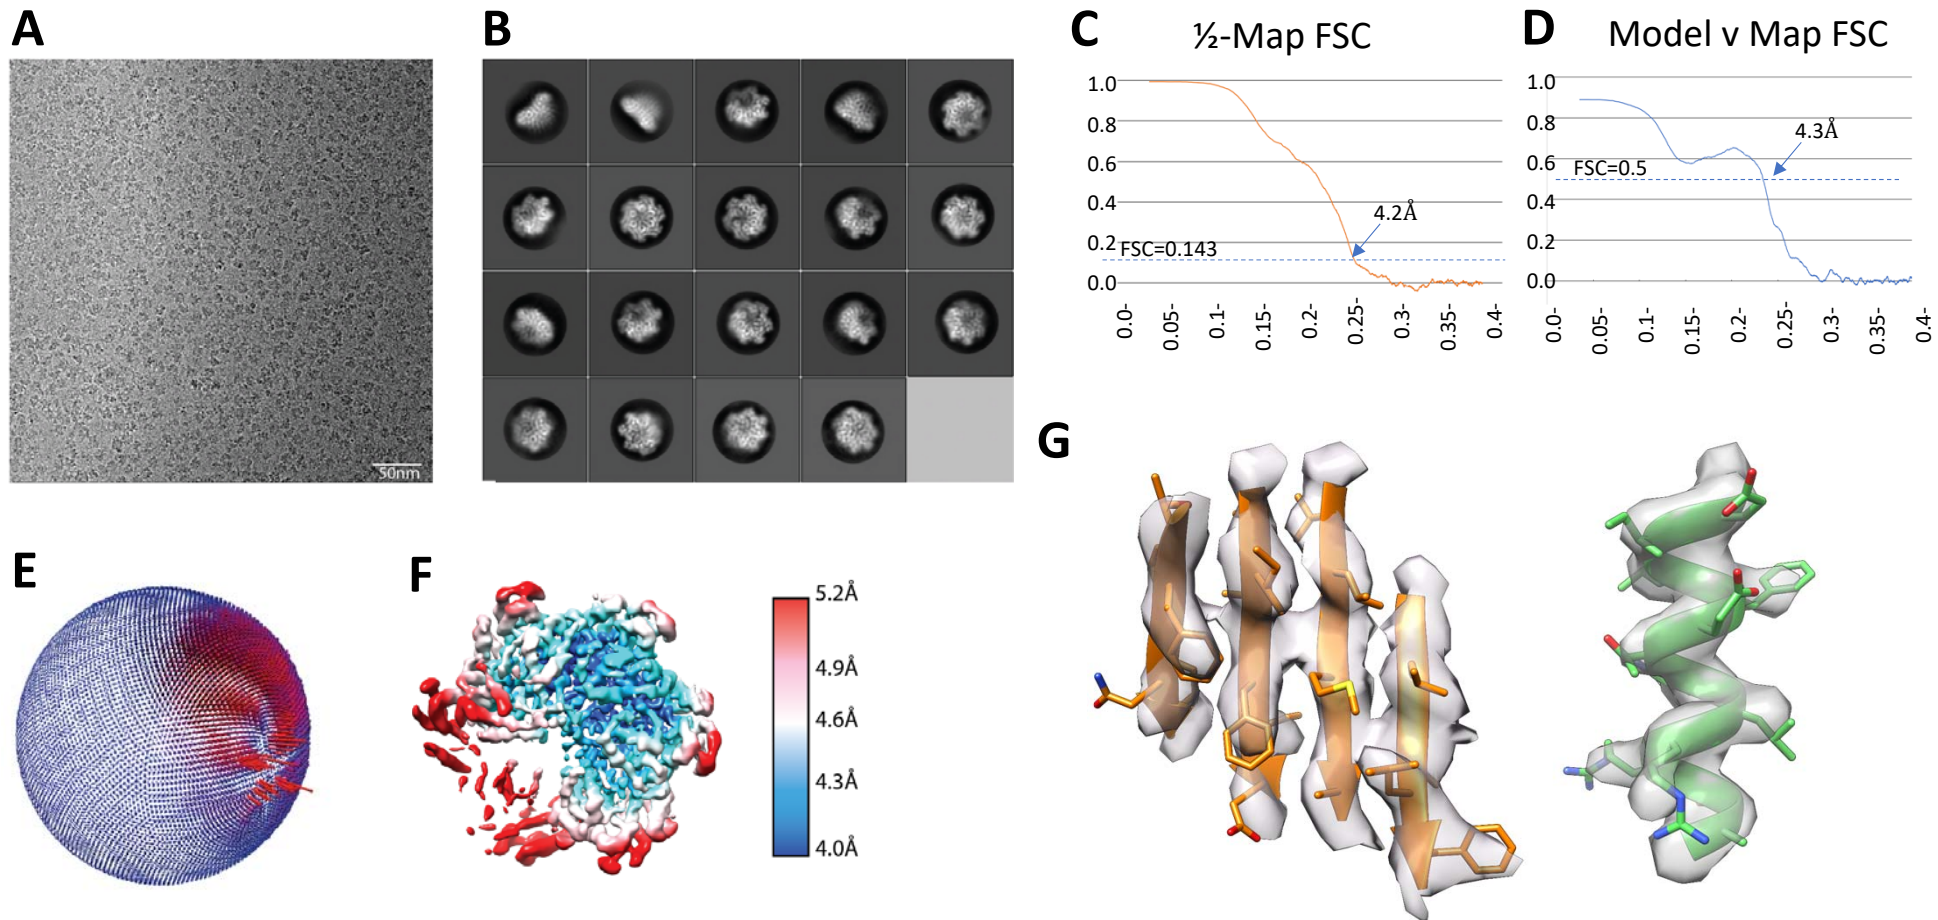 A
50nm
B
C
½-Map FSC
1.0
0.8
0.6
0.4
0.2
FSC=0.143
4.2Å
0.0
0.0-
0.05-
0.1-
0.15-
0.2-
0.25-
0.3-
0.35-
0.4-
D
Model v Map FSC
1.0
0.8
4.3Å
0.6
FSC=0.5
0.4
0.2
0.0
0.0-
0.05-
0.1-
0.15-
0.2-
0.25-
0.3-
0.35-
0.4-
E
F
5.2Å
4.9Å
4.6Å
4.3Å
4.0Å
G